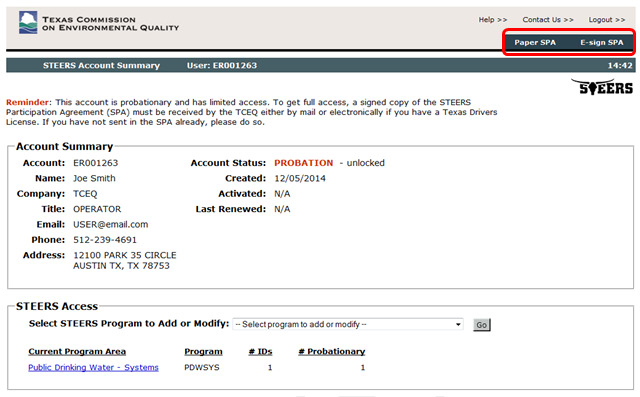 TEXAS COMMISSION
ON ENVIRONMENTAL QUALITY
Help >> Contact Us >> Logout >>
Paper SPA E-sign SPA
STEERS Account Summary User: ER001263 14:42
STEERS
Reminder: This account is probationary and has limited access. To get full access, a signed copy of the STEERS
Participation Agreement (SPA) must be received by the TCEQ either by mail or electronically if you have a Texas Drivers
License. If you have not sent in the SPA already, please do so.
Account Summary
Account: ER001263 Account Status: PROBATION - unlocked
Name: Joe Smith Created: 12/05/2014
Company: TCEQ Activated: N/A
Title: OPERATOR Last Renewed: N/A
Email: USER@email.com
Phone: 512-239-4691
Address: 12100 PARK 35 CIRCLE
AUSTIN TX, TX 78753
STEERS Access
Select STEERS Program to Add or Modify: -- Select program to add or modify -- Go
Current Program Area Program # IDs # Probationary
Public Drinking Water - Systems PDWSYS 1 1